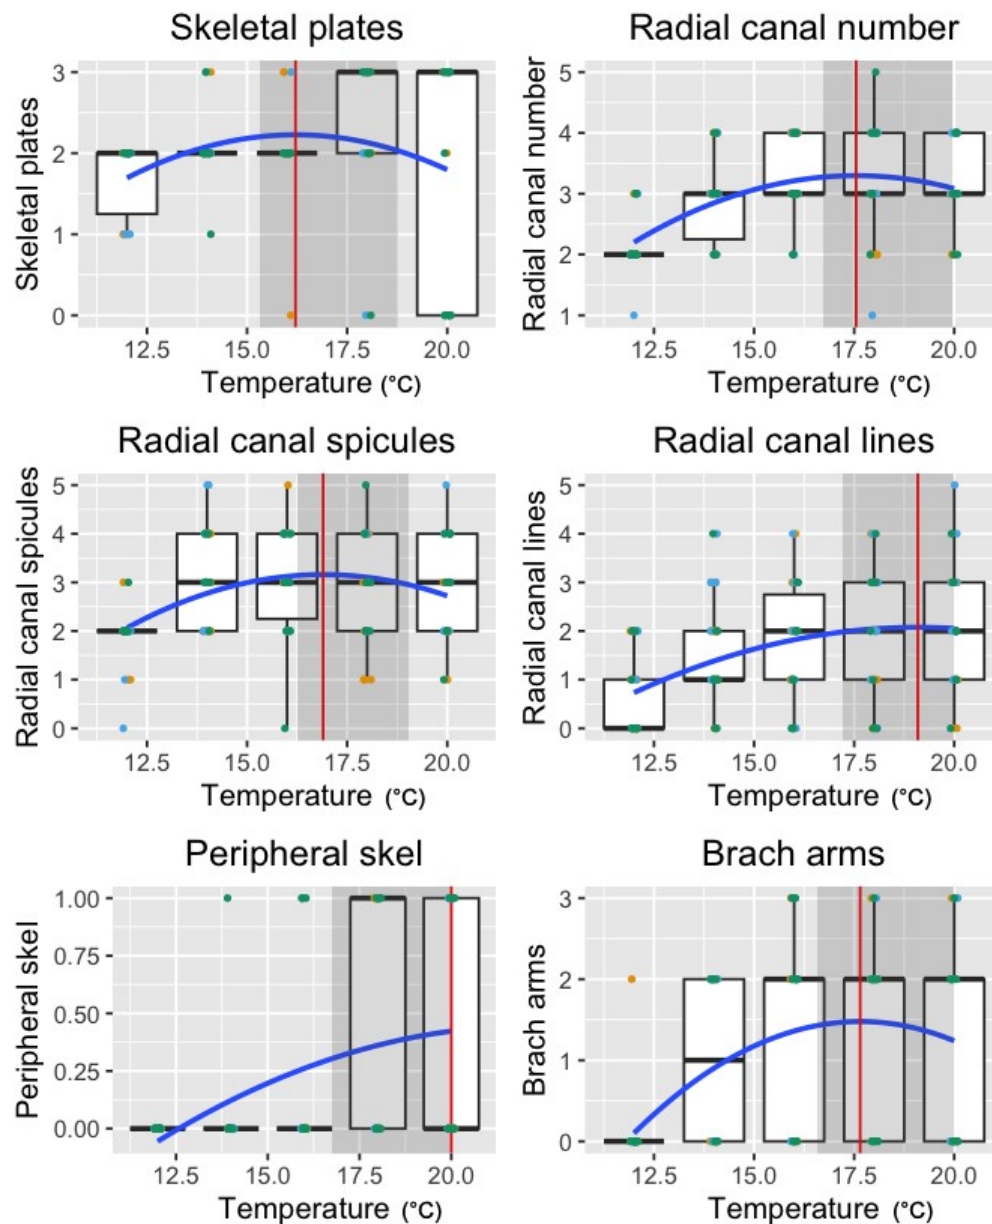 Skeletal plates
Radial canal number
Skeletal plates
3
2
1
0
12.5 15.0 17.5 20.0
Temperature (°C)
Radial canal number
5
4
3
2
1
12.5 15.0 17.5 20.0
Temperature (°C)
Radial canal spicules
Radial canal lines
Radial canal spicules
5
4
3
2
1
0
12.5 15.0 17.5 20.0
Temperature (°C)
Radial canal lines
5
4
3
2
1
0
12.5 15.0 17.5 20.0
Temperature (°C)
Peripheral skel
Brach arms
Peripheral skel
1.00
0.75
0.50
0.25
0.00
12.5 15.0 17.5 20.0
Temperature (°C)
Brach arms
3
2
1
0
12.5 15.0 17.5 20.0
Temperature (°C)